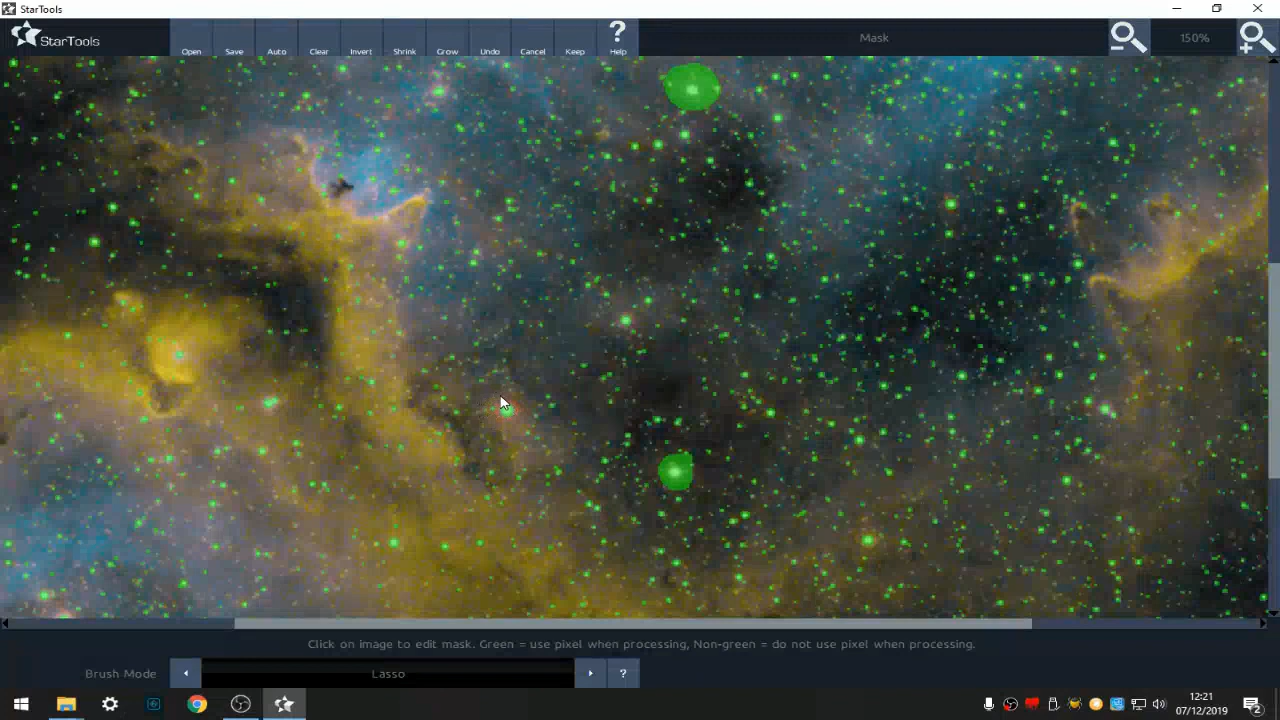 StarTools
StarTools
Open Save Auto Clear Invert Shrink Grow Undo Cancel Keep ? Help
Mask
150%
Click on image to edit mask. Green = use pixel when processing, Non-green = do not use pixel when processing.
Brush Mode Lasso ?
12:21
07/12/2019
2